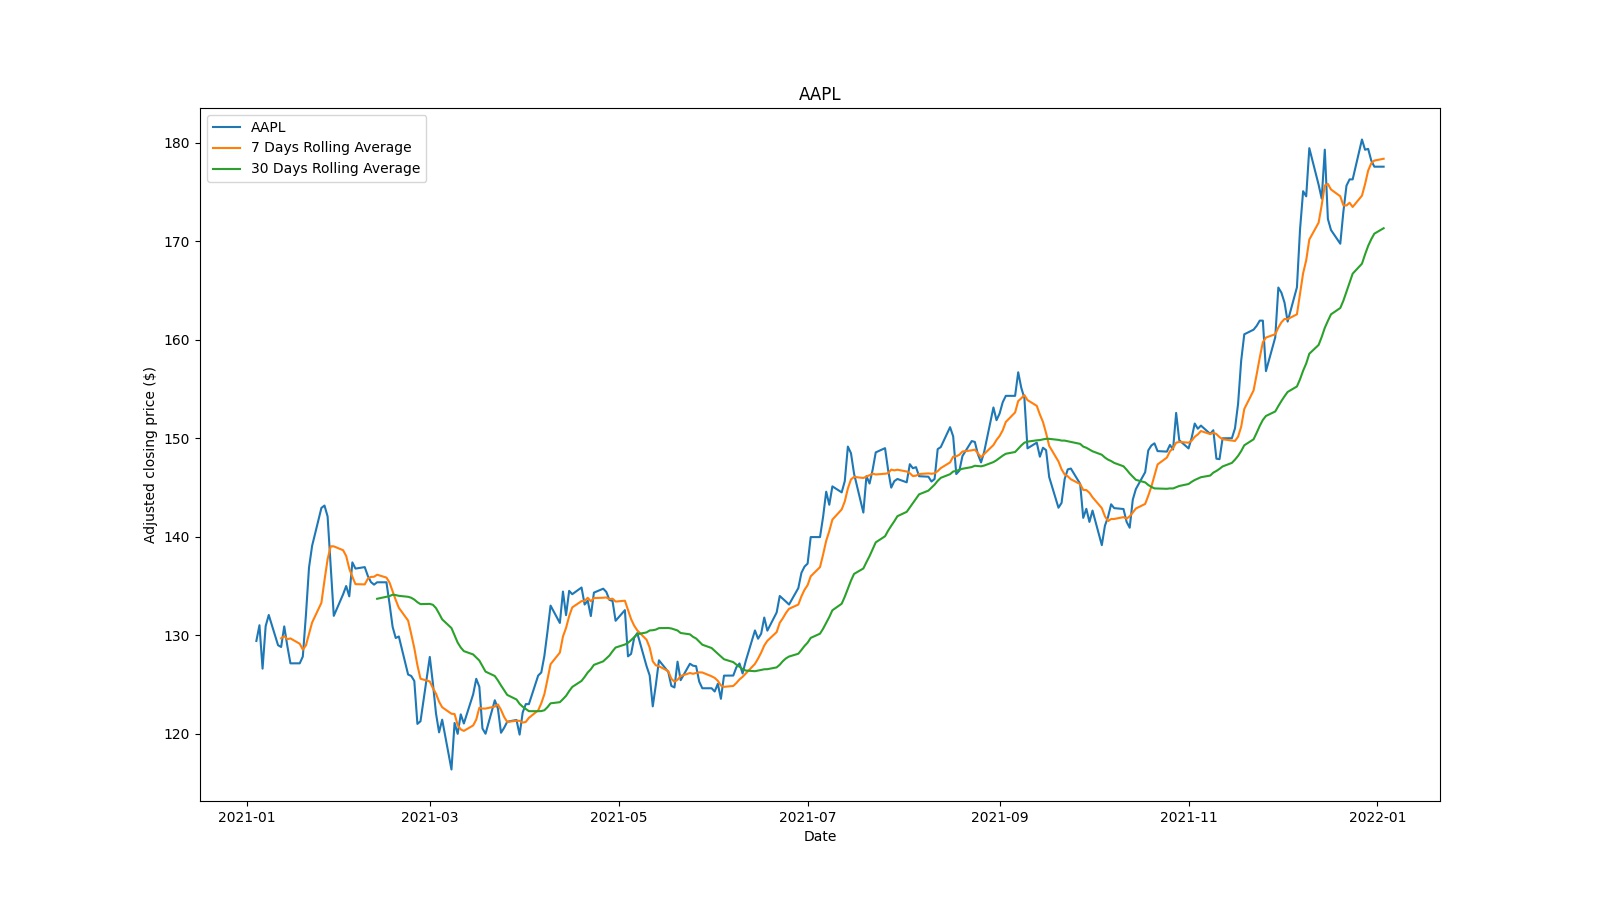 AAPL
AAPL
7 Days Rolling Average
30 Days Rolling Average
180
170
160
150
140
130
120
Adjusted closing price ($)
2021-01
2021-03
2021-05
2021-07
2021-09
2021-11
2022-01
Date